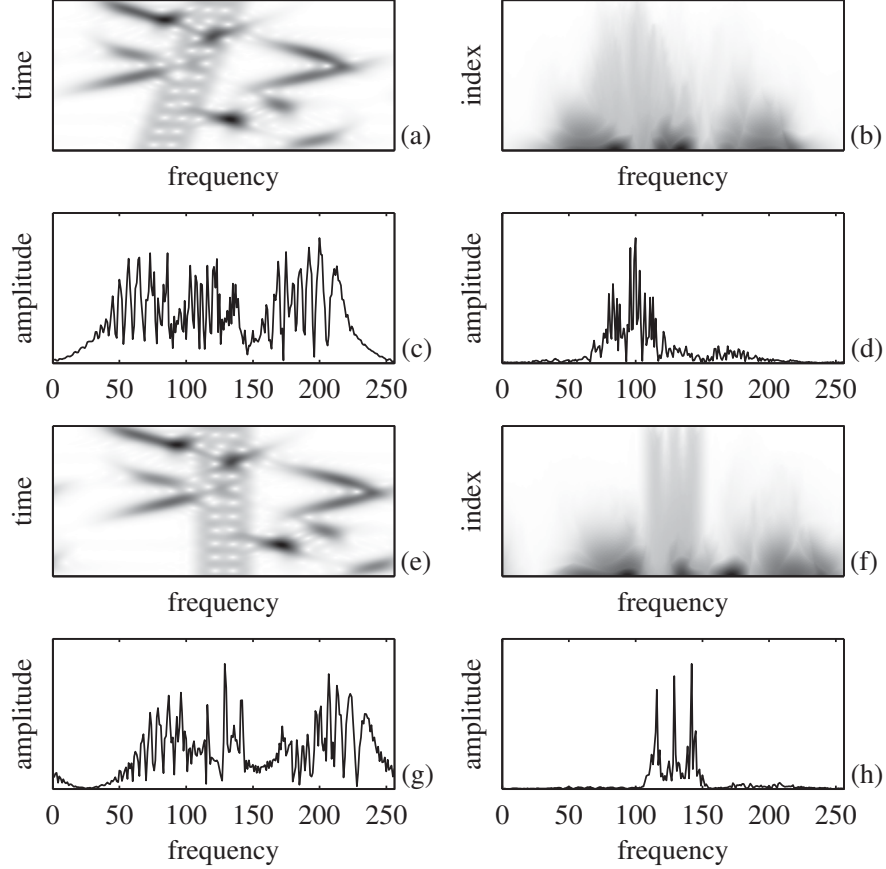 time
(a)
frequency
index
(b)
frequency
amplitude
(c)
0 50 100 150 200 250
amplitude
(d)
0 50 100 150 200 250
time
(e)
frequency
index
(f)
frequency
amplitude
(g)
0 50 100 150 200 250
frequency
amplitude
(h)
0 50 100 150 200 250
frequency